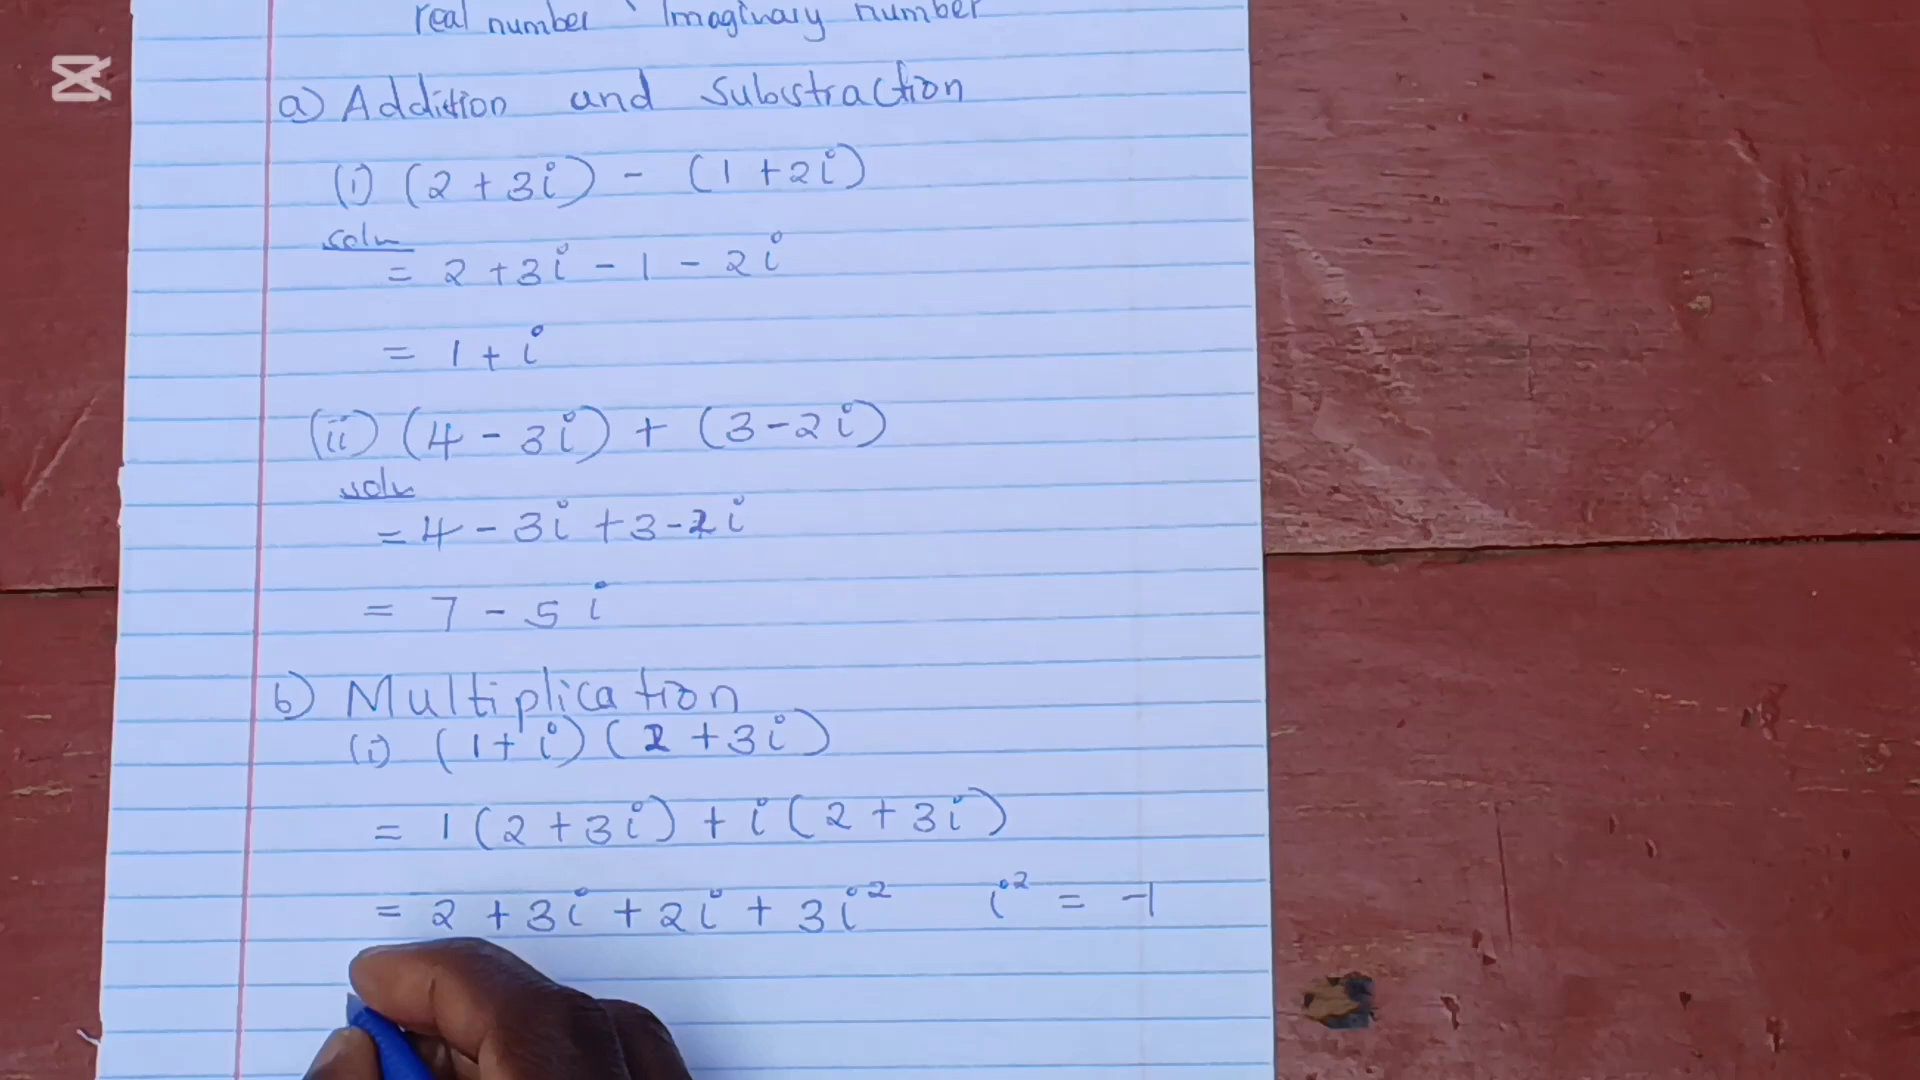 real number Imaginary number
a) Addition and Substraction
(i) (2 + 3i) - (1 + 2i)
soln
= 2 + 3i - 1 - 2i
= 1 + i
(ii) (4 - 3i) + (3 - 2i)
soln
= 4 - 3i + 3 - 2i
= 7 - 5i
b) Multiplication
(i) (1 + i) (2 + 3i)
= 1 (2 + 3i) + i (2 + 3i)
= 2 + 3i + 2i + 3i² i² = -1